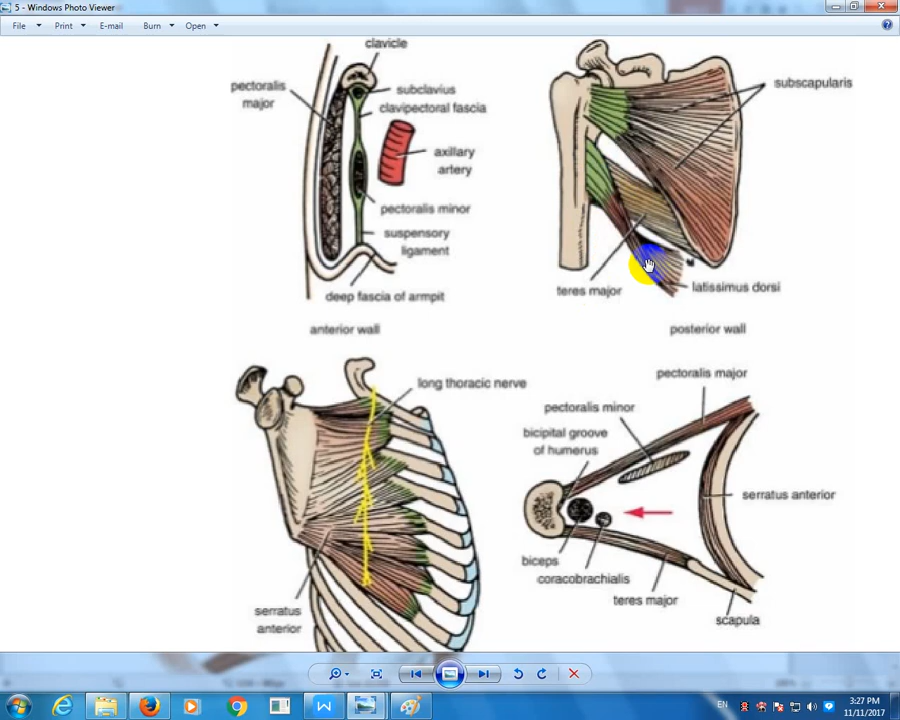 5 - Windows Photo Viewer
File Print E-mail Burn Open
clavicle
pectoralis
major
subclavius
clavipectoral fascia
axillary
artery
pectoralis minor
suspensory
ligament
deep fascia of armpit
anterior wall
subscapularis
teres major
latissimus dorsi
posterior wall
long thoracic nerve
serratus
anterior
pectoralis major
pectoralis minor
bicipital groove
of humerus
serratus anterior
biceps
coracobrachialis
teres major
scapula
EN
3:27 PM
11/11/2017